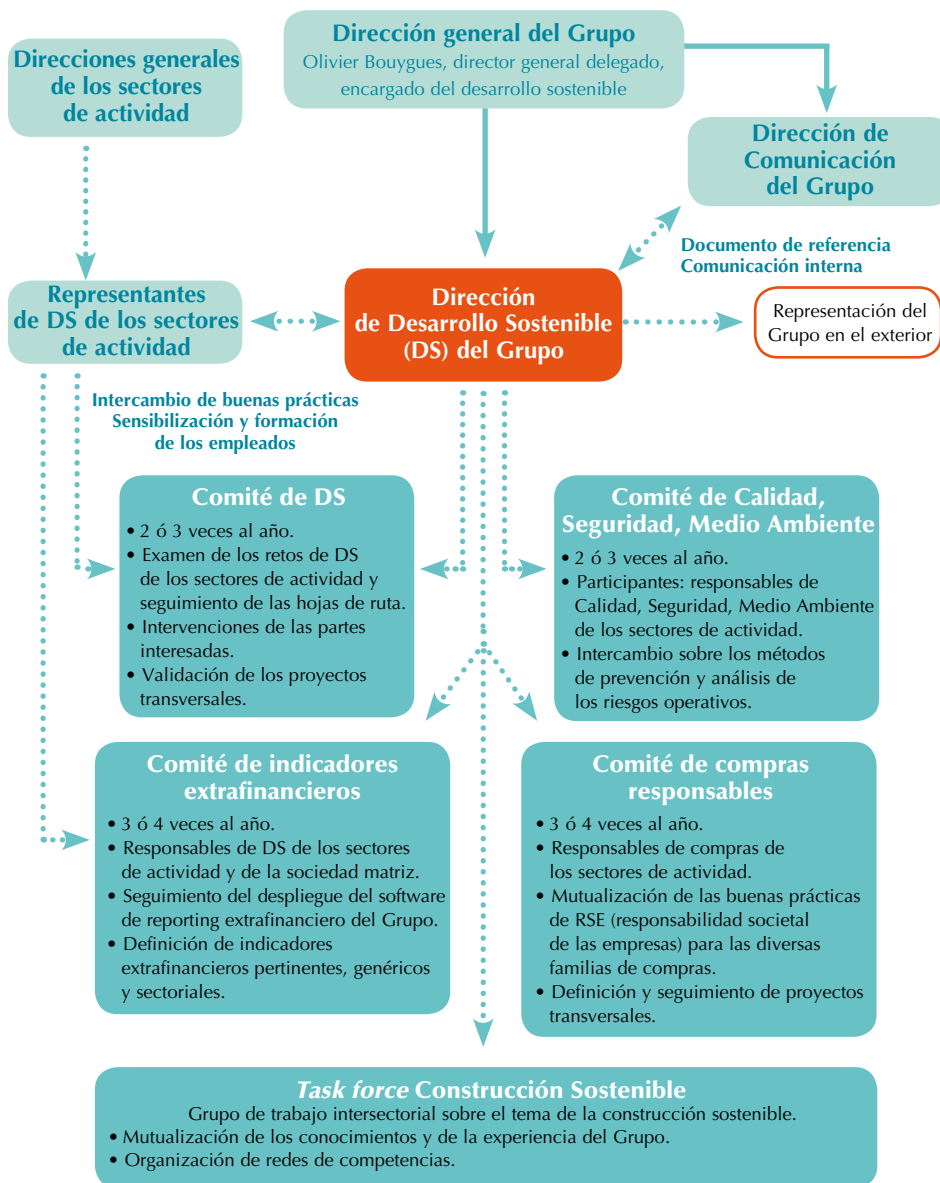 Dirección general del Grupo
Olivier Bouygues, director general delegado,
encargado del desarrollo sostenible
Direcciones generales
de los sectores
de actividad
Dirección de
Comunicación
del Grupo
Documento de referencia
Comunicación interna
Representantes
de DS de los sectores
de actividad
Dirección
de Desarrollo Sostenible
(DS) del Grupo
Representación del
Grupo en el exterior
Intercambio de buenas prácticas
Sensibilización y formación
de los empleados
Comité de DS
• 2 ó 3 veces al año.
• Examen de los retos de DS
de los sectores de actividad y
seguimiento de las hojas de ruta.
• Intervenciones de las partes
interesadas.
• Validación de los proyectos
transversales.
Comité de Calidad,
Seguridad, Medio Ambiente
• 2 ó 3 veces al año.
• Participantes: responsables de
Calidad, Seguridad, Medio Ambiente
de los sectores de actividad.
• Intercambio sobre los métodos
de prevención y análisis de
los riesgos operativos.
Comité de indicadores
extrafinancieros
• 3 ó 4 veces al año.
• Responsables de DS de los sectores
de actividad y de la sociedad matriz.
• Seguimiento del despliegue del software
de reporting extrafinanciero del Grupo.
• Definición de indicadores
extrafinancieros pertinentes, genéricos
y sectoriales.
Comité de compras
responsables
• 3 ó 4 veces al año.
• Responsables de compras de
los sectores de actividad.
• Mutualización de las buenas prácticas
de RSE (responsabilidad societal
de las empresas) para las diversas
familias de compras.
• Definición y seguimiento de proyectos
transversales.
Task force Construcción Sostenible
Grupo de trabajo intersectorial sobre el tema de la construcción sostenible.
• Mutualización de los conocimientos y de la experiencia del Grupo.
• Organización de redes de competencias.